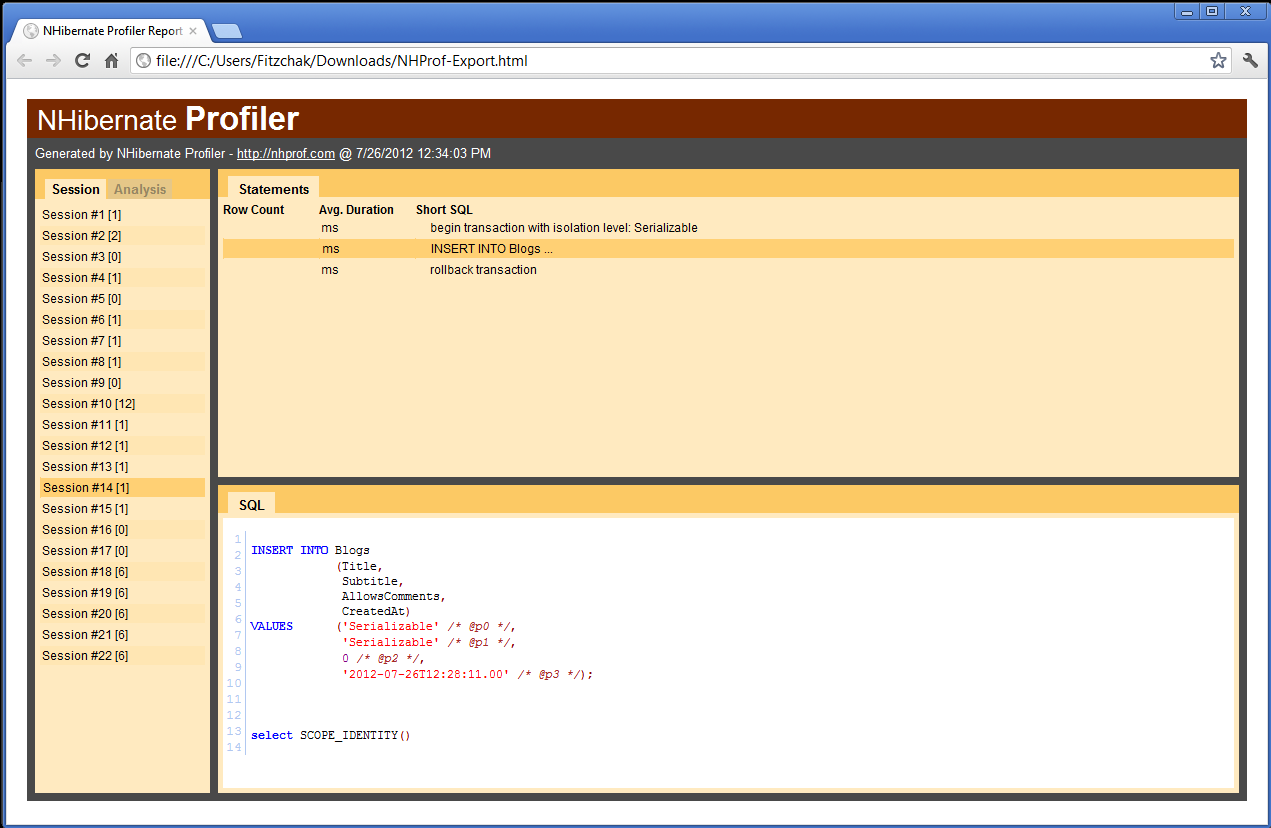 NHibernate Profiler Report
file:///C:/Users/Fitzchak/Downloads/NHProf-Export.html
NHibernate Profiler
Generated by NHibernate Profiler - http://nhprof.com @ 7/26/2012 12:34:03 PM
Session Analysis
Session #1 [1]
Session #2 [2]
Session #3 [0]
Session #4 [1]
Session #5 [0]
Session #6 [1]
Session #7 [1]
Session #8 [1]
Session #9 [0]
Session #10 [12]
Session #11 [1]
Session #12 [1]
Session #13 [1]
Session #14 [1]
Session #15 [1]
Session #16 [0]
Session #17 [0]
Session #18 [6]
Session #19 [6]
Session #20 [6]
Session #21 [6]
Session #22 [6]
Statements
Row Count Avg. Duration Short SQL
ms begin transaction with isolation level: Serializable
ms INSERT INTO Blogs ...
ms rollback transaction
SQL
1
2 INSERT INTO Blogs
3 (Title,
4 Subtitle,
5 AllowsComments,
6 CreatedAt)
7 VALUES ('Serializable' /* @p0 */,
8 'Serializable' /* @p1 */,
9 0 /* @p2 */,
10 '2012-07-26T12:28:11.00' /* @p3 */);
11
12
13
14 select SCOPE_IDENTITY()